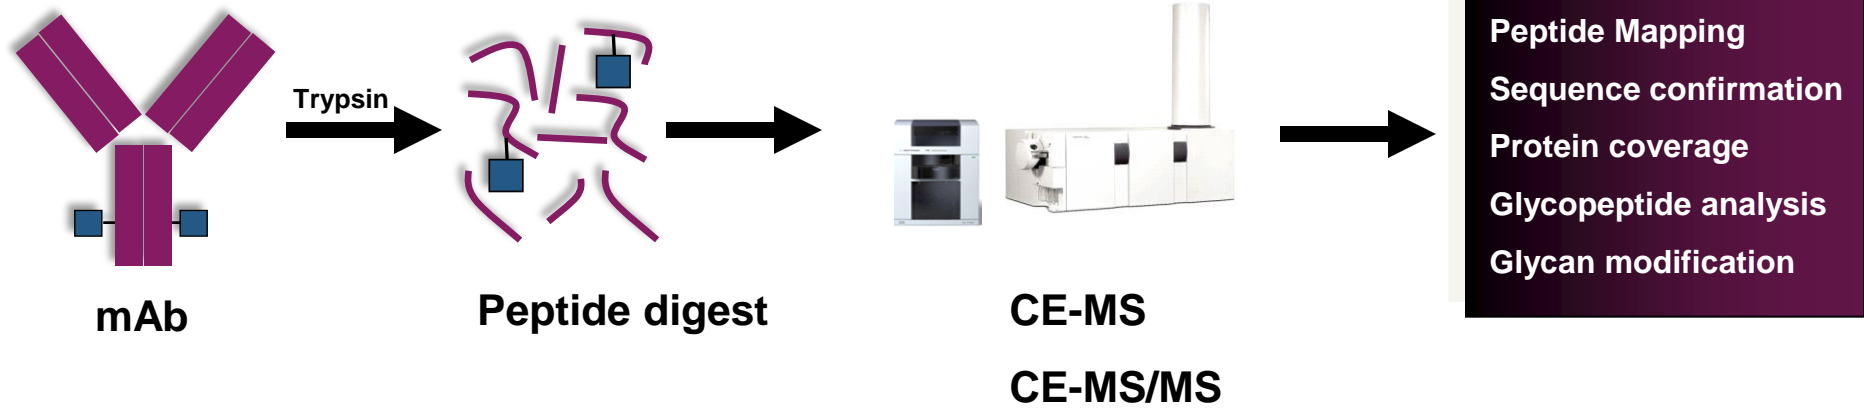 Trypsin
mAb
Peptide digest
CE-MS
CE-MS/MS
Peptide Mapping
Sequence confirmation
Protein coverage
Glycopeptide analysis
Glycan modification